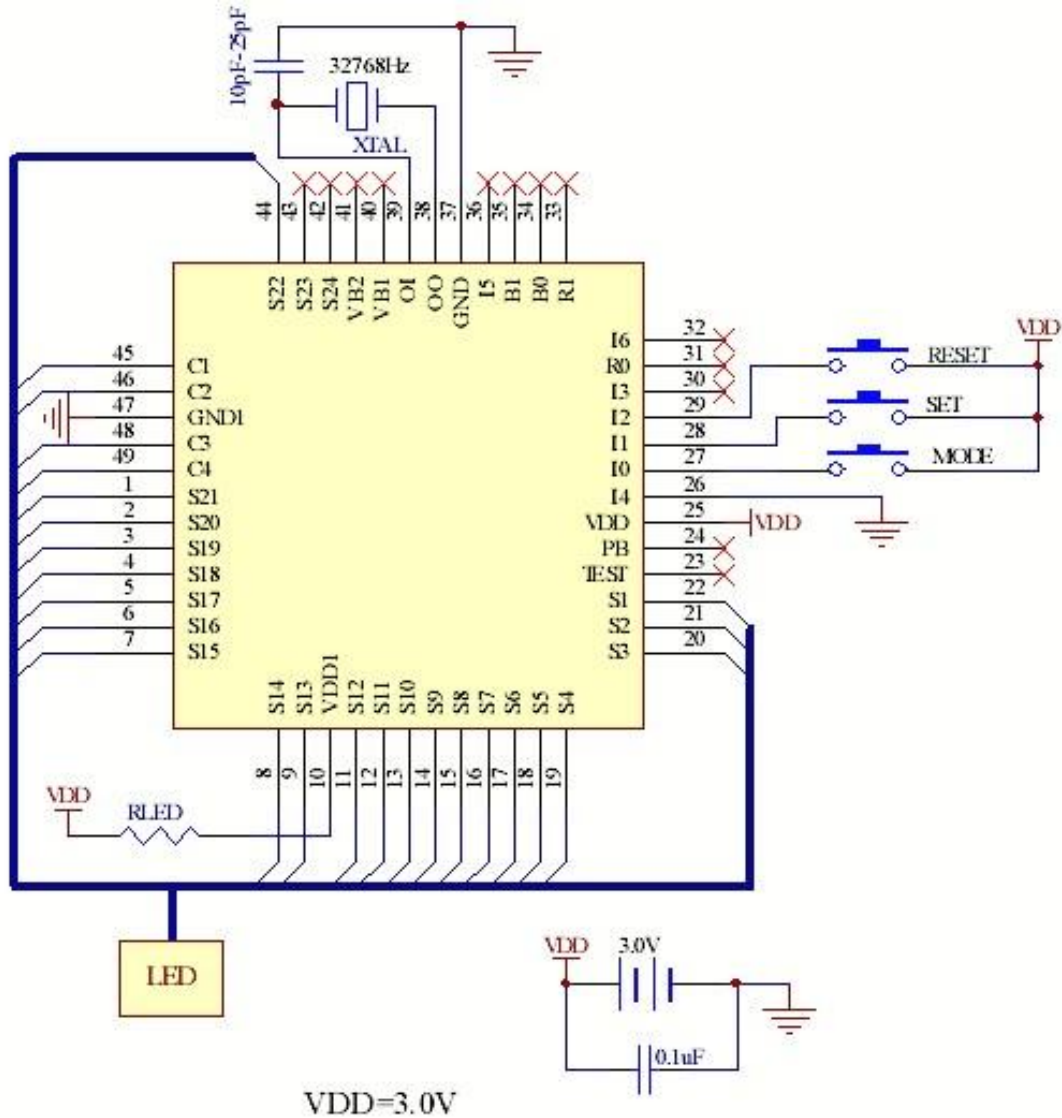 10pF-25pF
32768Hz
XTAL
44
43
42
41
40
39
38
37
36
35
34
33
S22
S23
S24
VB2
VB1
OI
OO
GND
I5
B1
B0
R1
45 C1
46 C2
47 GND1
48 C3
49 C4
1 S21
2 S20
3 S19
4 S18
5 S17
6 S16
7 S15
I6 32
R0 31
I3 30
I2 29
I1 28
I0 27
I4 26
VDD 25
PB 24
TEST 23
S1 22
S2 21
S3 20
VDD
RESET
SET
MODE
VDD
S14
S13
VDD1
S12
S11
S10
S9
S8
S7
S6
S5
S4
8
9
10
11
12
13
14
15
16
17
18
19
VDD
RLED
LED
VDD
3.0V
0.1uF
VDD=3.0V